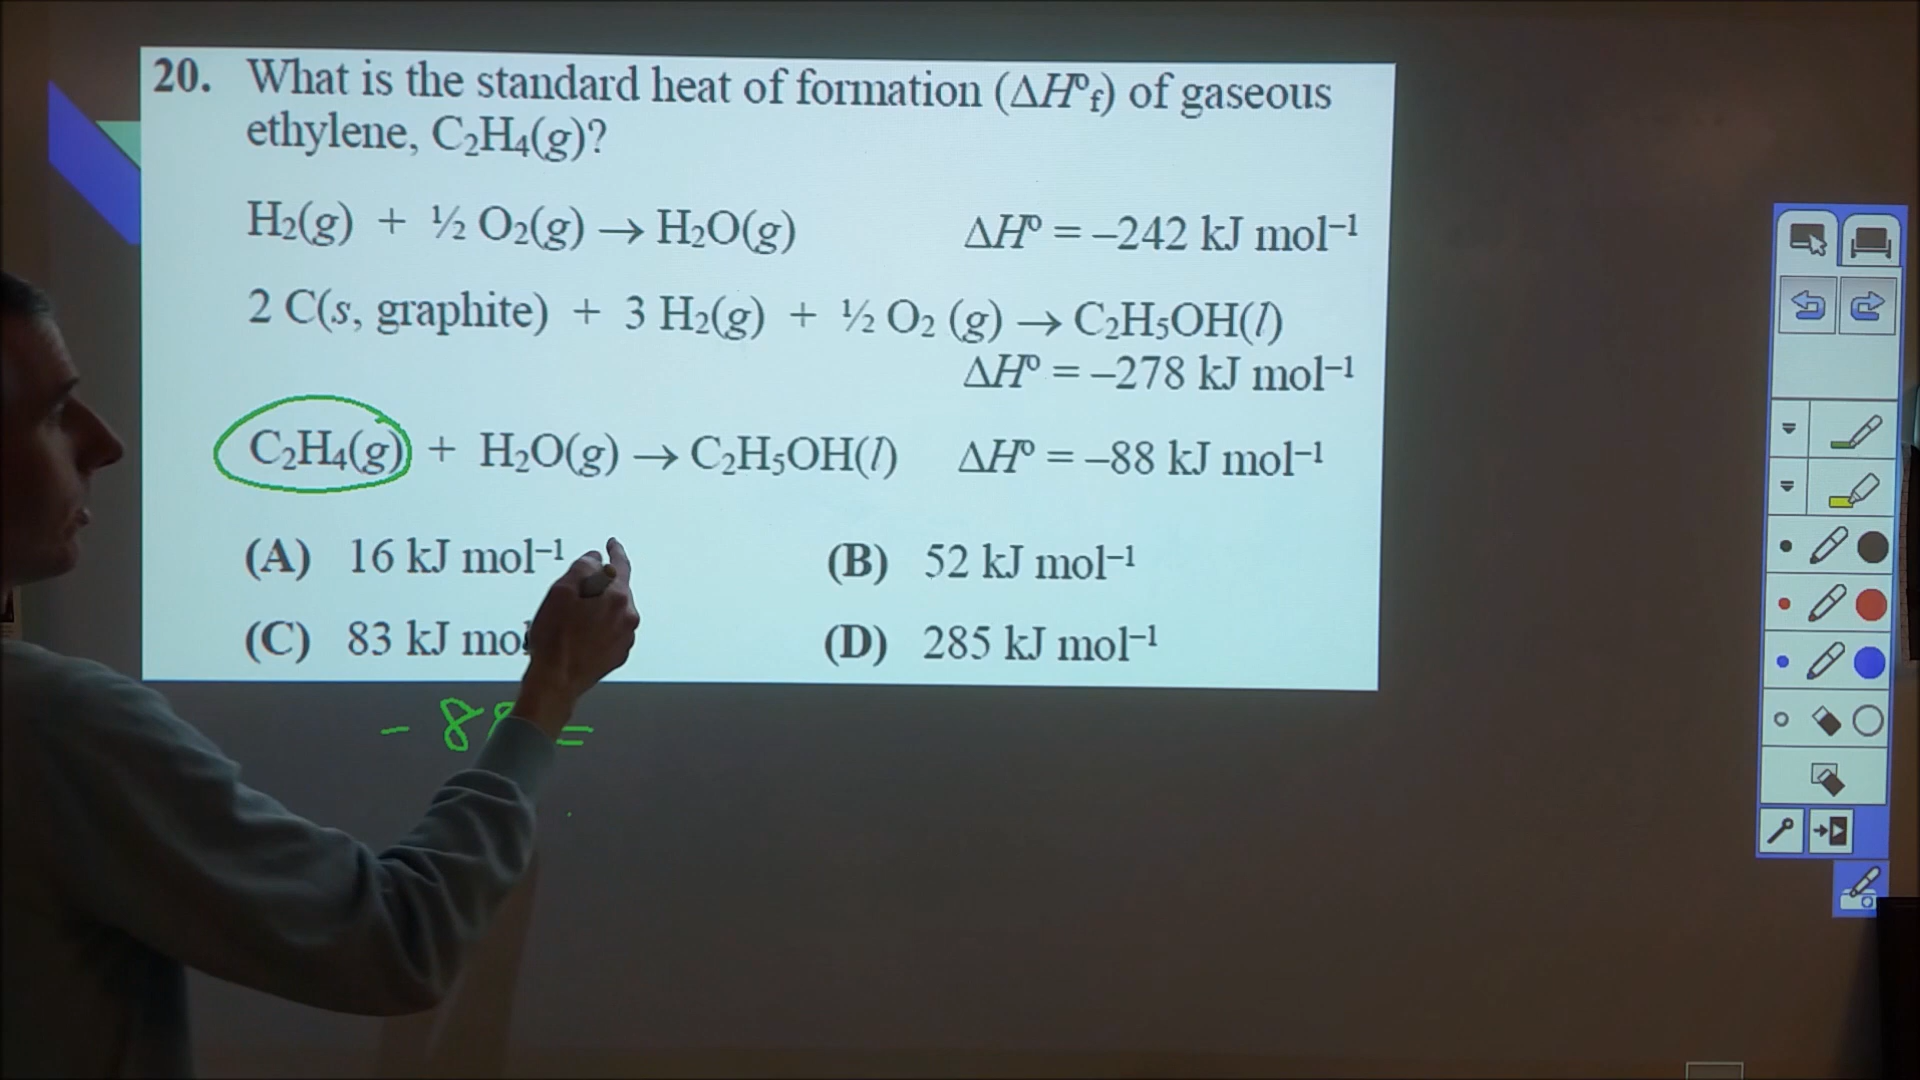 20. What is the standard heat of formation (ΔH°f) of gaseous
ethylene, C₂H₄(g)?
H₂(g) + ½ O₂(g) → H₂O(g) ΔH° = –242 kJ mol⁻¹
2 C(s, graphite) + 3 H₂(g) + ½ O₂ (g) → C₂H₅OH(l)
ΔH° = –278 kJ mol⁻¹
C₂H₄(g) + H₂O(g) → C₂H₅OH(l) ΔH° = –88 kJ mol⁻¹
(A) 16 kJ mol⁻¹ (B) 52 kJ mol⁻¹
(C) 83 kJ mol (D) 285 kJ mol⁻¹
- 88 =